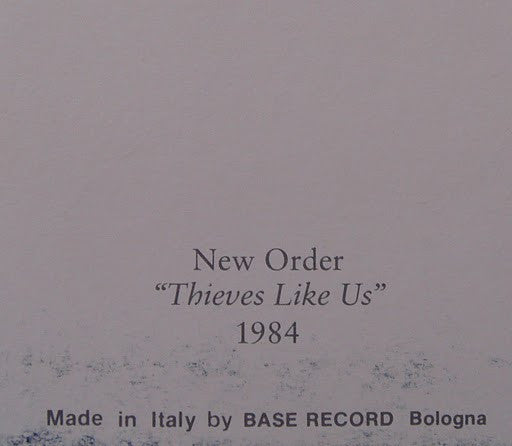 New Order
“Thieves Like Us”
1984
Made in Italy by BASE RECORD Bologna